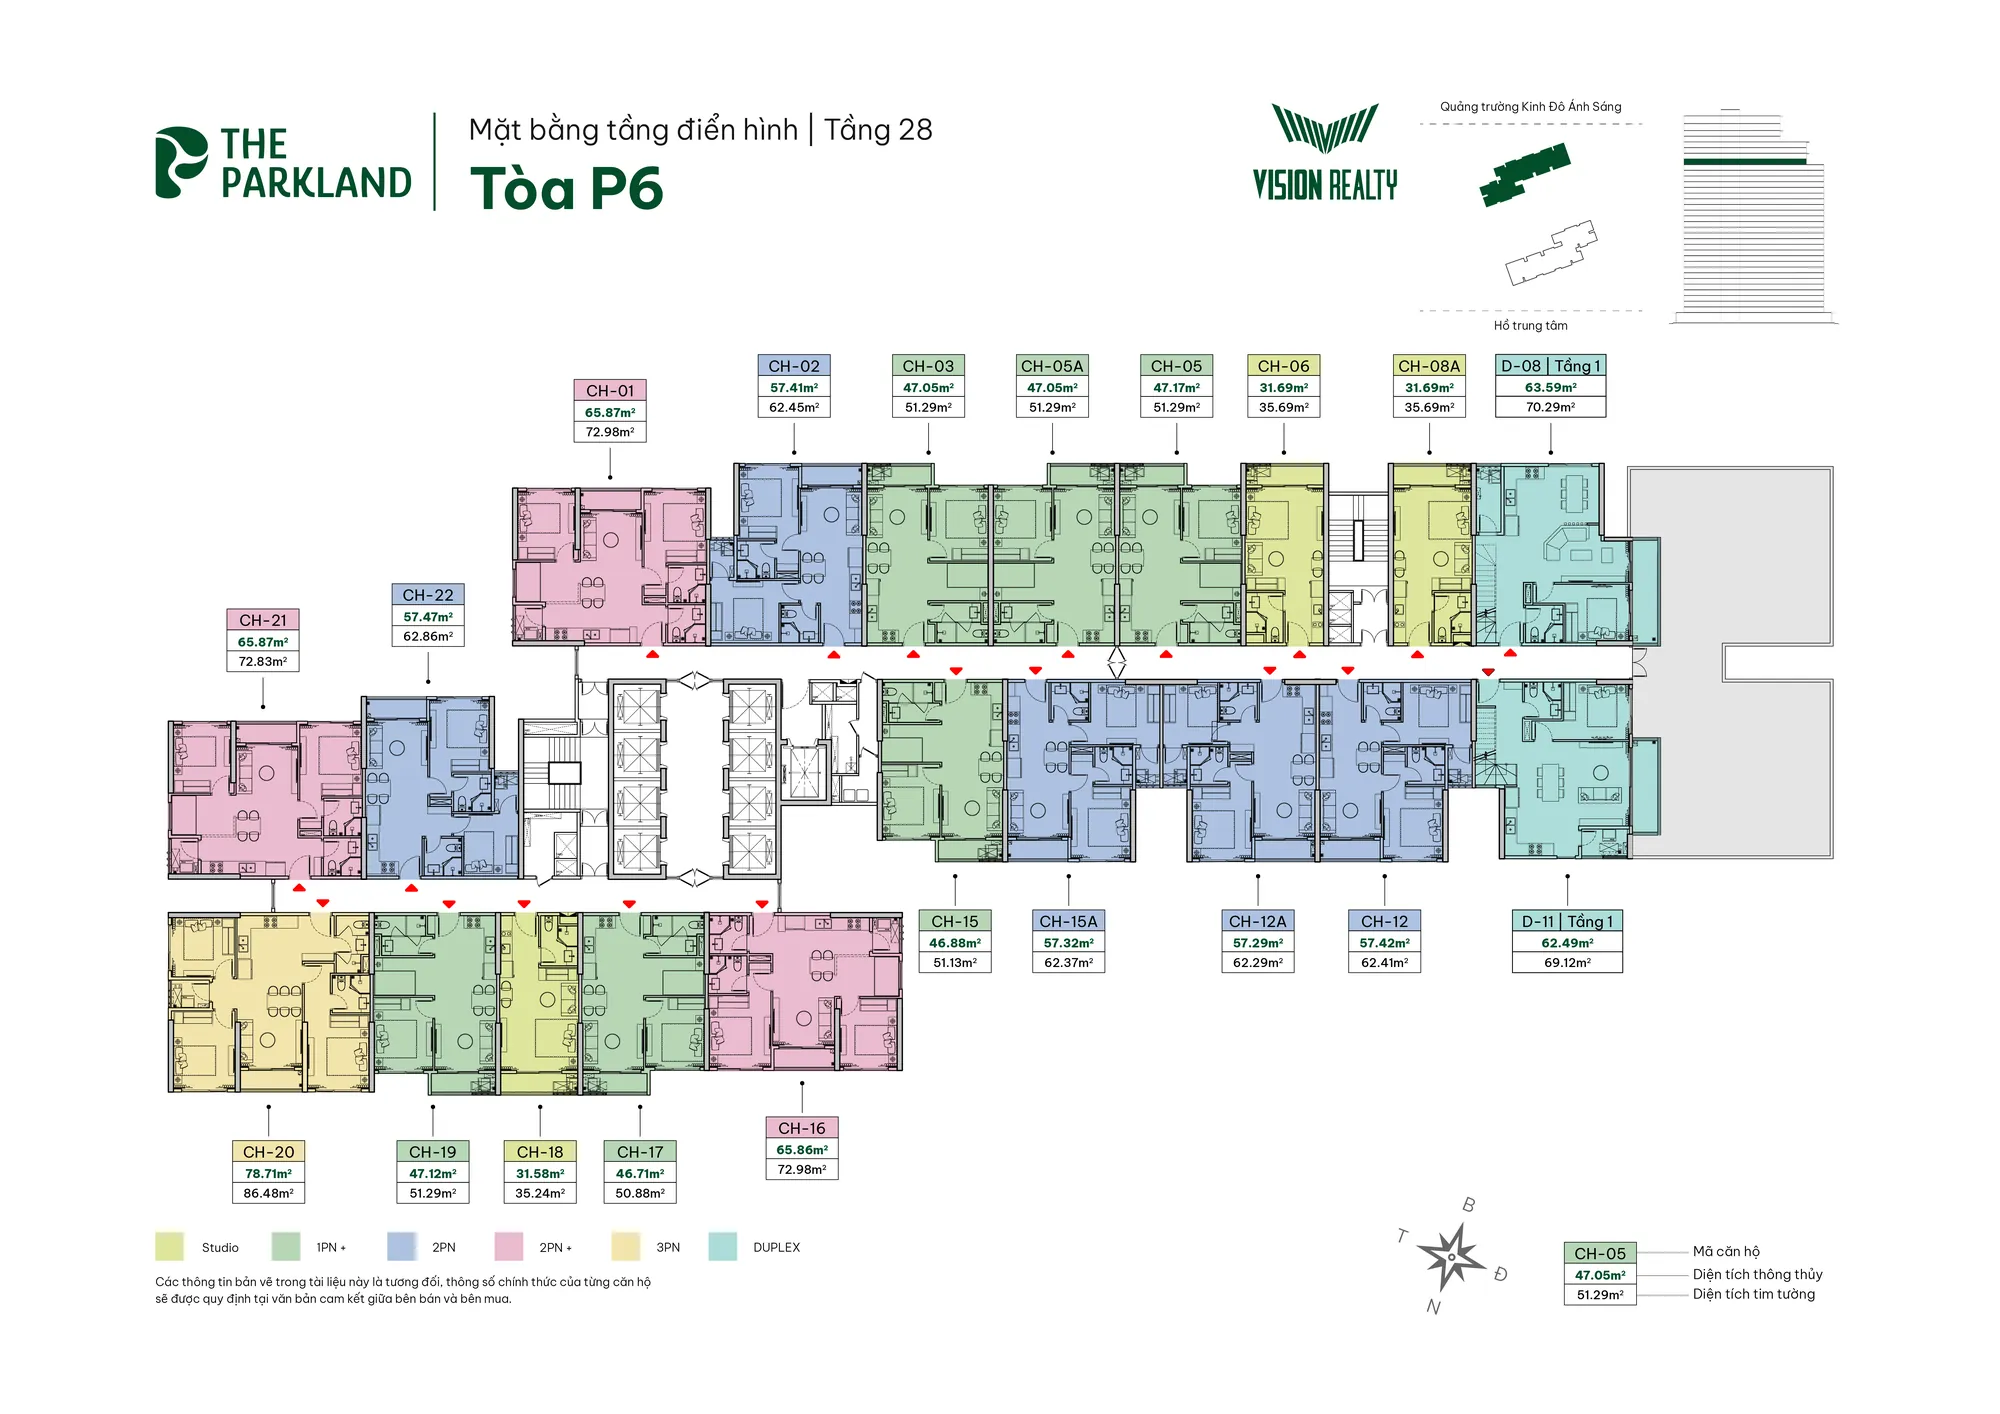 THE
PARKLAND
Mặt bằng tầng điển hình | Tầng 28
Tòa P6
VISION REALTY
Quảng trường Kinh Đô Ánh Sáng
Hồ trung tâm
CH-01
65.87m²
72.98m²
CH-02
57.41m²
62.45m²
CH-03
47.05m²
51.29m²
CH-05A
47.05m²
51.29m²
CH-05
47.17m²
51.29m²
CH-06
31.69m²
35.69m²
CH-08A
31.69m²
35.69m²
D-08 | Tầng 1
63.59m²
70.29m²
CH-21
65.87m²
72.83m²
CH-22
57.47m²
62.86m²
CH-15
46.88m²
51.13m²
CH-15A
57.32m²
62.37m²
CH-12A
57.29m²
62.29m²
CH-12
57.42m²
62.41m²
D-11 | Tầng 1
62.49m²
69.12m²
CH-20
78.71m²
86.48m²
CH-19
47.12m²
51.29m²
CH-18
31.58m²
35.24m²
CH-17
46.71m²
50.88m²
CH-16
65.86m²
72.98m²
Studio
1PN +
2PN
2PN +
3PN
DUPLEX
Các thông tin bản vẽ trong tài liệu này là tương đối, thông số chính thức của từng căn hộ
sẽ được quy định tại văn bản cam kết giữa bên bán và bên mua.
B
T
Đ
N
CH-05
47.05m²
51.29m²
Mã căn hộ
Diện tích thông thủy
Diện tích tim tường